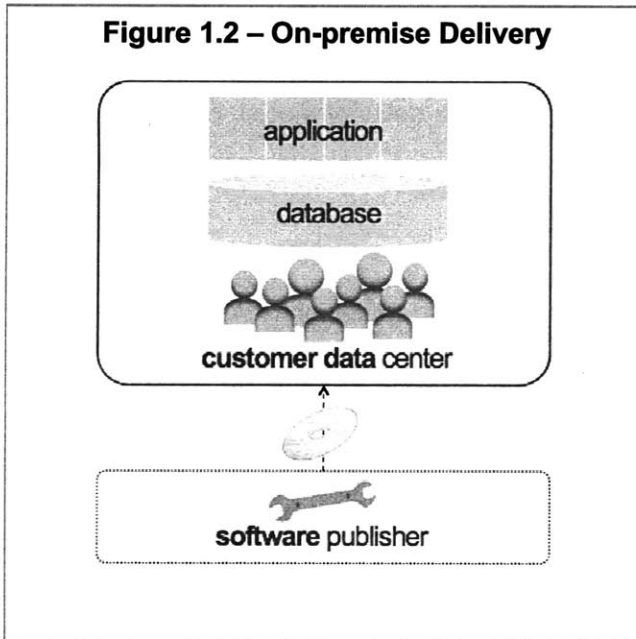 Figure 1.2 – On-premise Delivery
application
database
customer data center
software publisher